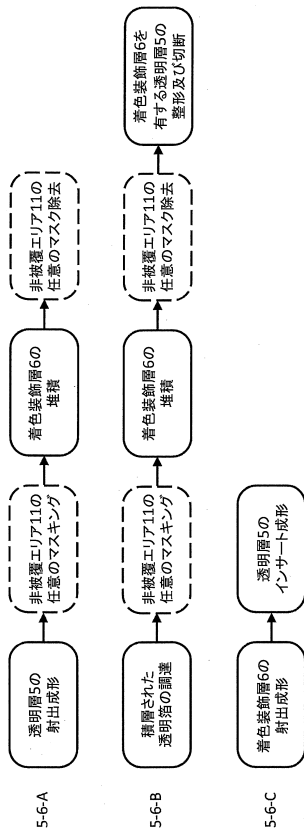 5-6-A
透明層5の
射出成形
非被覆エリア11の
任意のマスキング
着色装飾層6の
堆積
非被覆エリア11の
任意のマスク除去
5-6-B
積層された
透明箔の調達
非被覆エリア11の
任意のマスキング
着色装飾層6の
堆積
非被覆エリア11の
任意のマスク除去
着色装飾層6を
有する透明層5の
整形及び切断
5-6-C
着色装飾層6の
射出成形
透明層5の
インサート成形